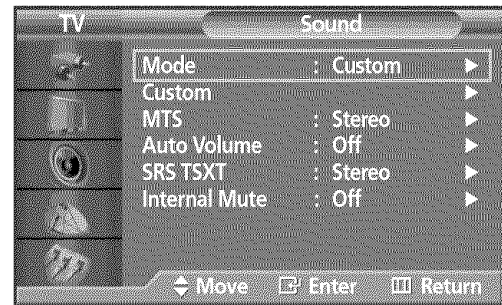 TV Sound
Mode : Custom ▶
Custom ▶
MTS : Stereo ▶
Auto Volume : Off ▶
SRS TSXT : Stereo ▶
Internal Mute : Off ▶
Move Enter Return